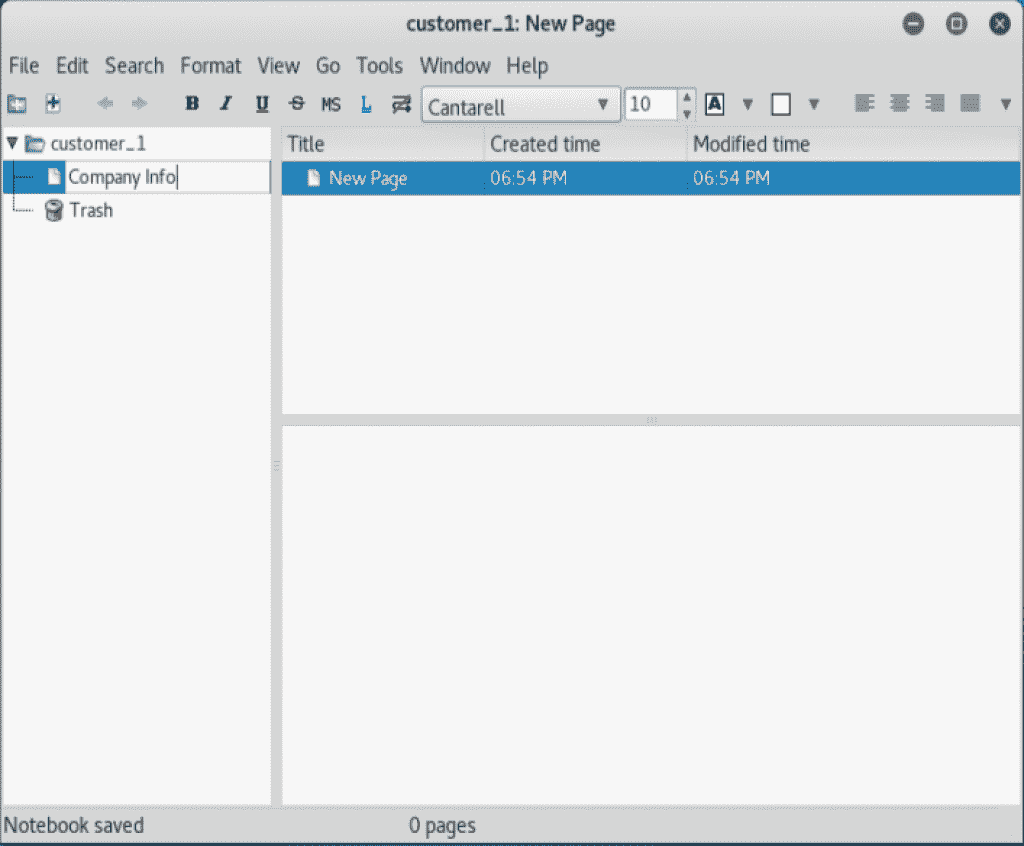 customer_1: New Page
File Edit Search Format View Go Tools Window Help
B I U S MS L Cantarell 10 A
customer_1
Company Info
Trash
Title Created time Modified time
New Page 06:54 PM 06:54 PM
Notebook saved 0 pages